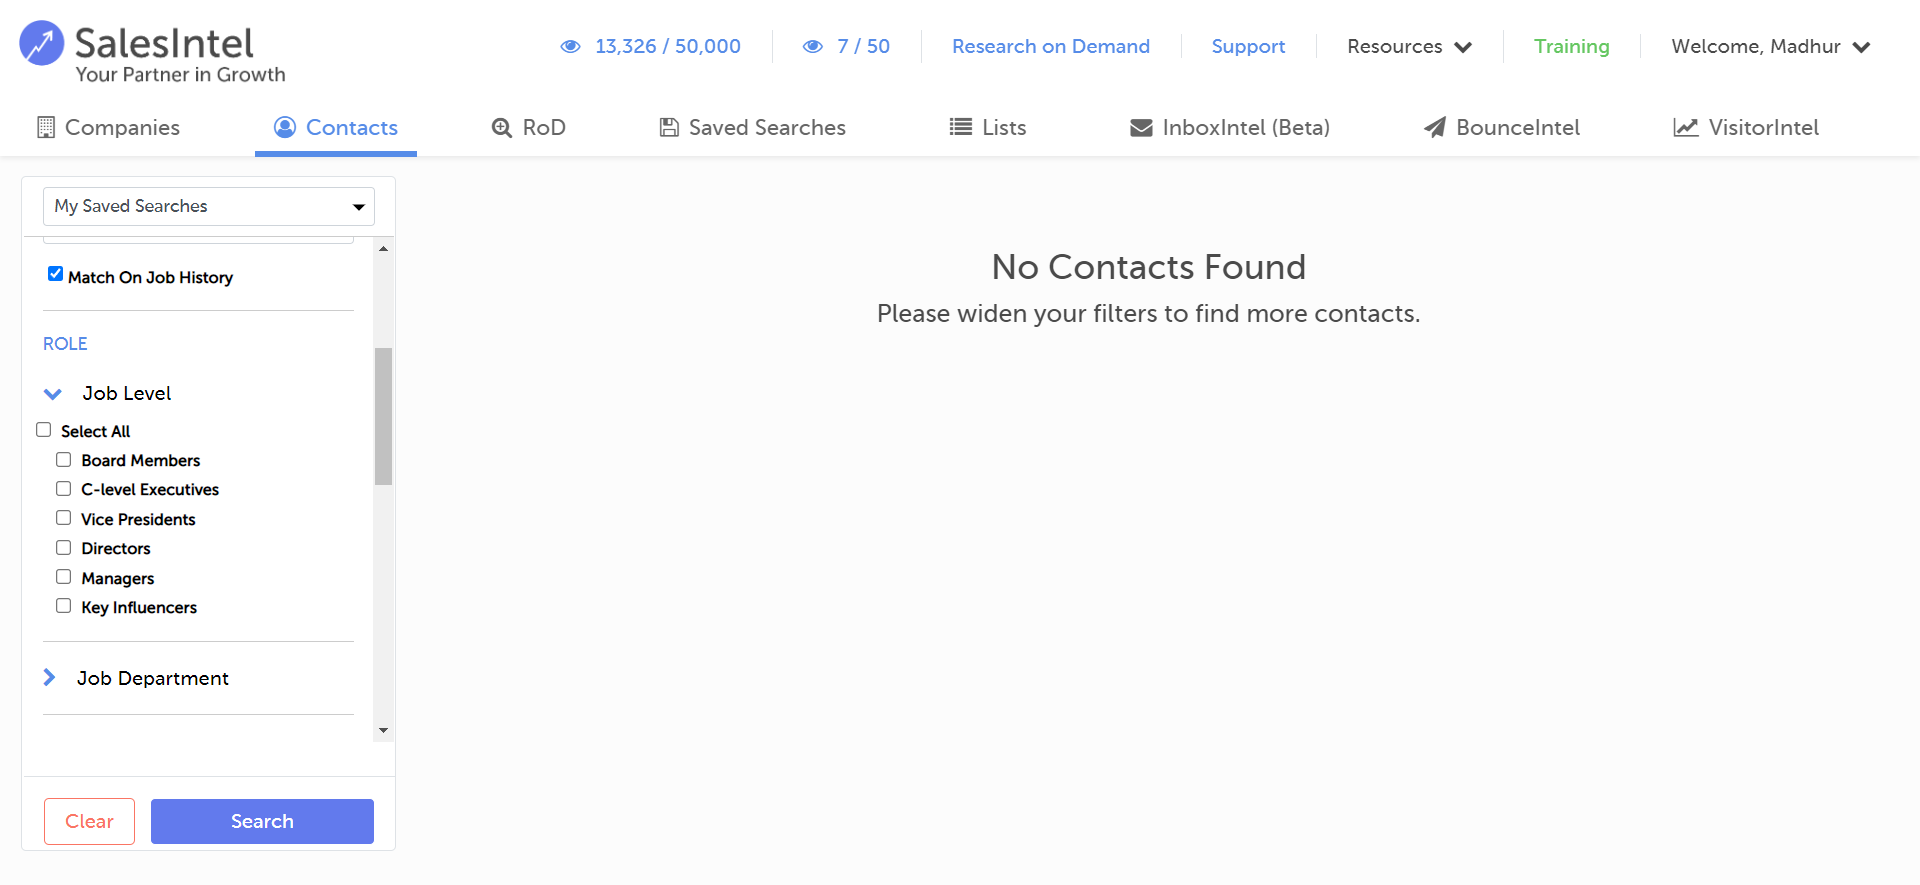 SalesIntel
Your Partner in Growth
13,326 / 50,000
7 / 50
Research on Demand
Support
Resources
Training
Welcome, Madhur
Companies
Contacts
RoD
Saved Searches
Lists
InboxIntel (Beta)
BounceIntel
VisitorIntel
My Saved Searches
Match On Job History
ROLE
Job Level
Select All
Board Members
C-level Executives
Vice Presidents
Directors
Managers
Key Influencers
Job Department
Clear
Search
No Contacts Found
Please widen your filters to find more contacts.